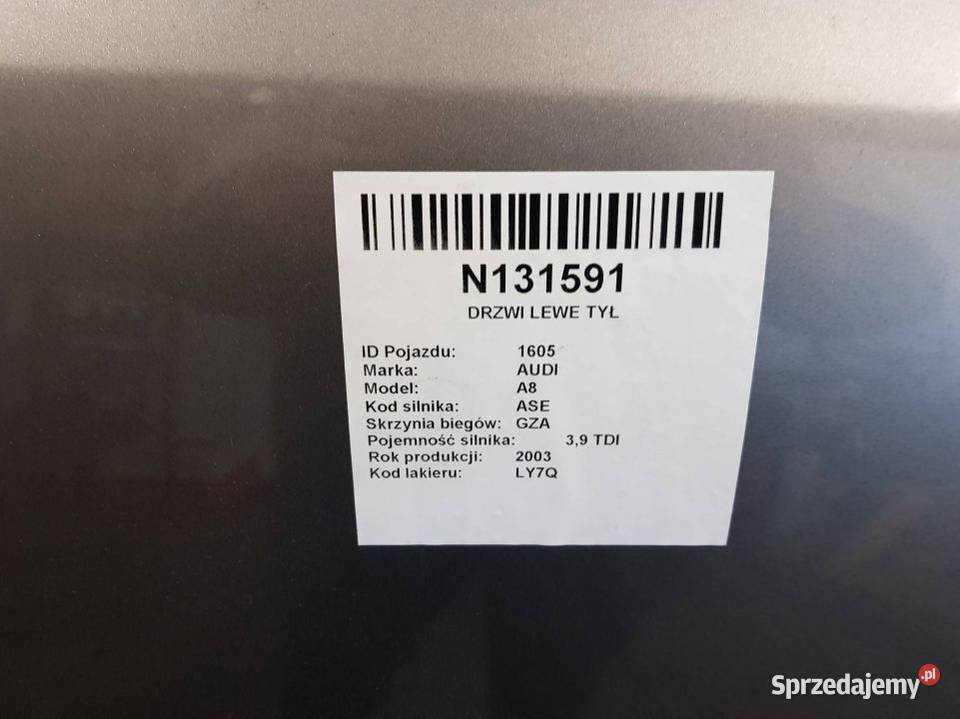 N131591
DRZWI LEWE TYŁ
ID Pojazdu: 1605
Marka: AUDI
Model: A8
Kod silnika: ASE
Skrzynia biegów: GZA
Pojemność silnika: 3,9 TDI
Rok produkcji: 2003
Kod lakieru: LY7Q
Sprzedajemy.pl